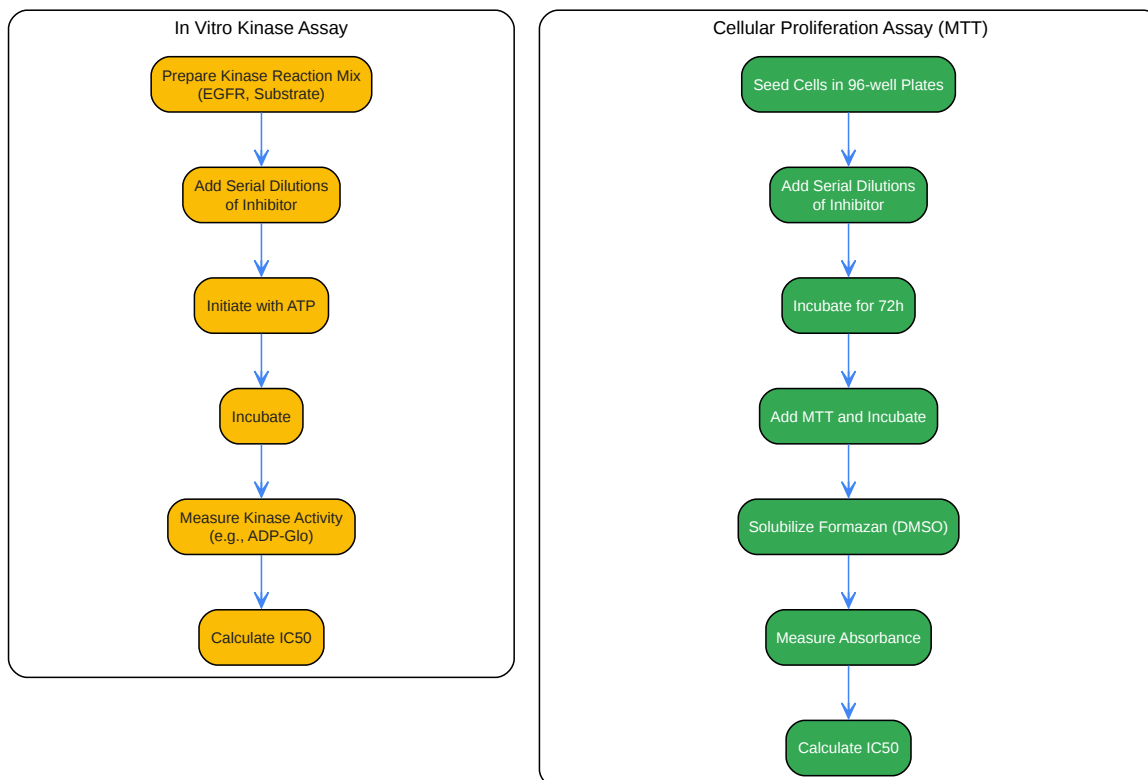 In Vitro Kinase Assay
Prepare Kinase Reaction Mix
(EGFR, Substrate)
Add Serial Dilutions
of Inhibitor
Initiate with ATP
Incubate
Measure Kinase Activity
(e.g., ADP-Glo)
Calculate IC50
Cellular Proliferation Assay (MTT)
Seed Cells in 96-well Plates
Add Serial Dilutions
of Inhibitor
Incubate for 72h
Add MTT and Incubate
Solubilize Formazan (DMSO)
Measure Absorbance
Calculate IC50